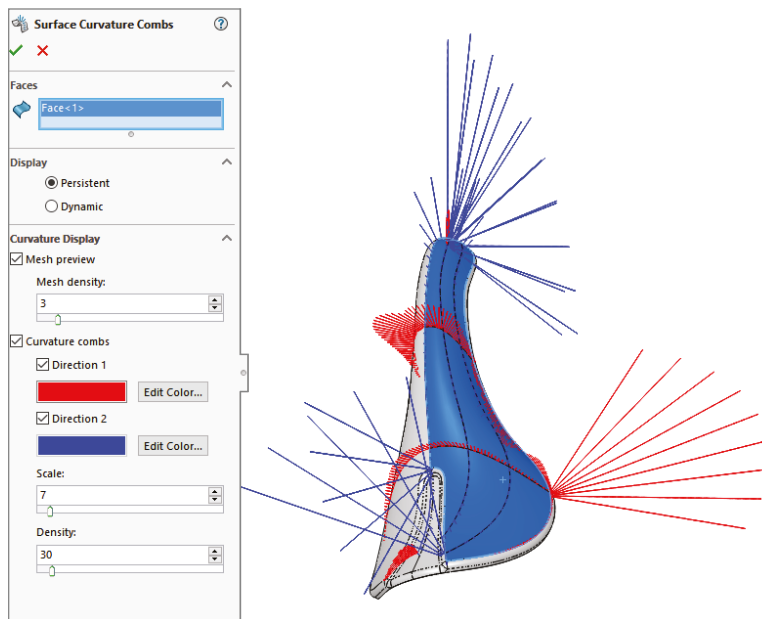 Surface Curvature Combs
Faces
Face<1>
Display
Persistent
Dynamic
Curvature Display
Mesh preview
Mesh density:
3
Curvature combs
Direction 1
Edit Color...
Direction 2
Edit Color...
Scale:
7
Density:
30